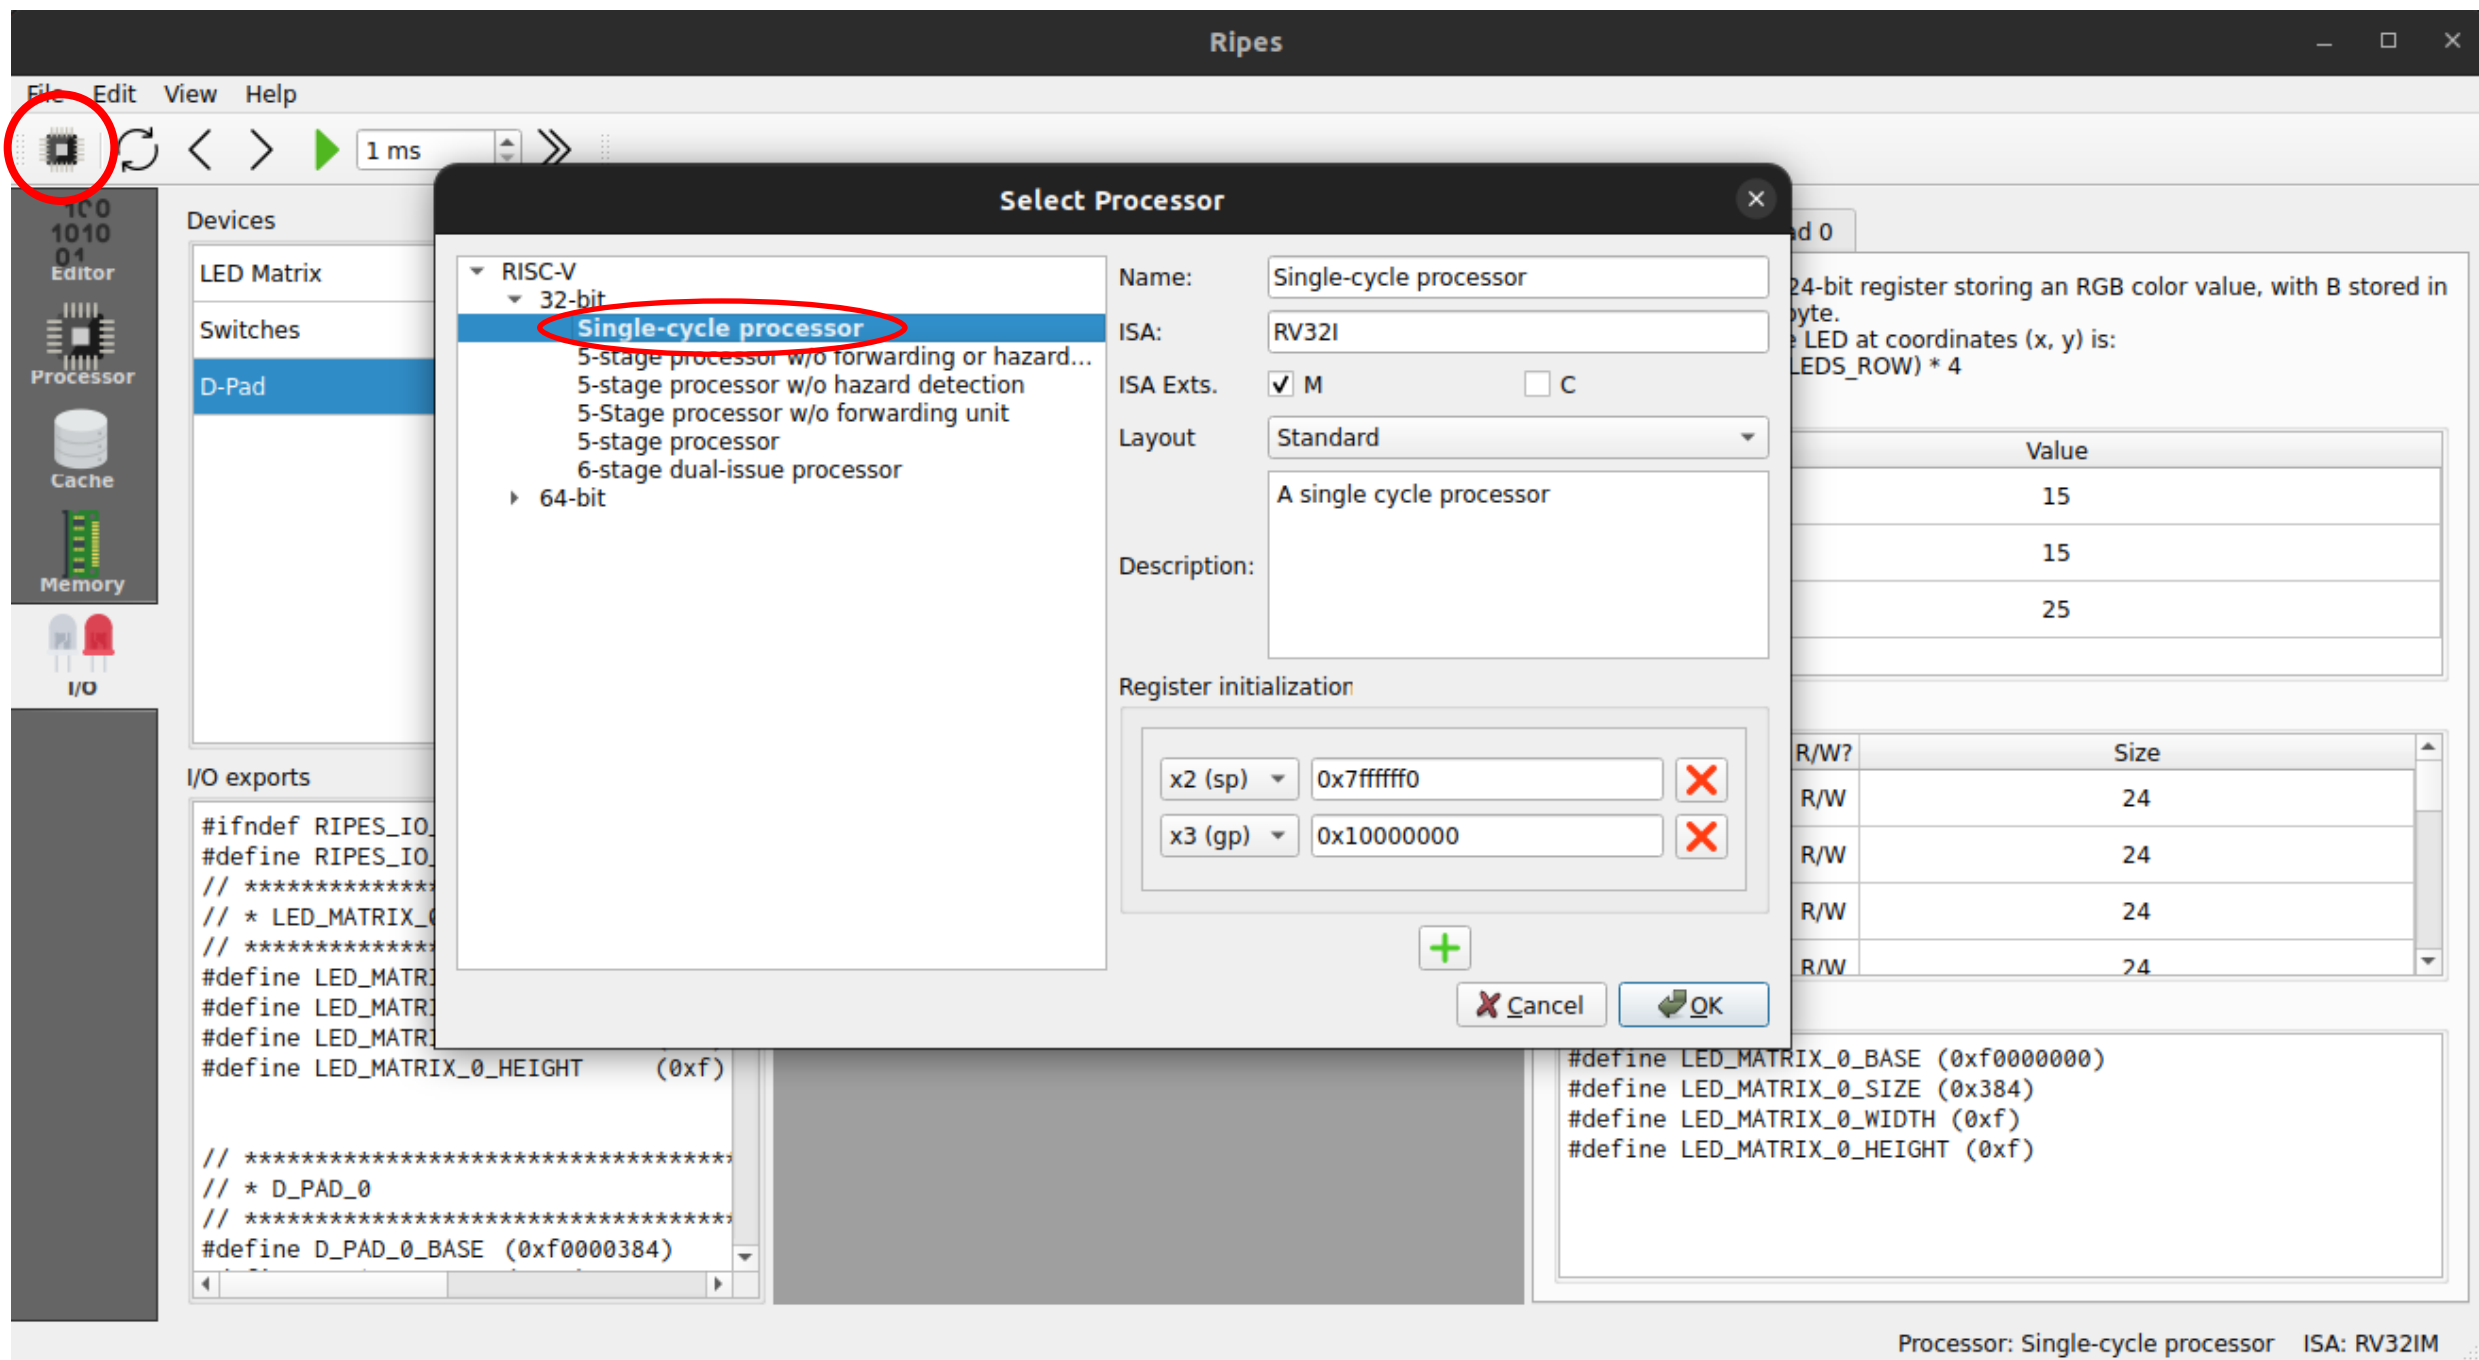 Ripes
File Edit View Help
1 ms
Editor
Processor
Cache
Memory
I/O
Devices
LED Matrix
Switches
D-Pad
I/O exports
#ifndef RIPES_IO_
#define RIPES_IO_
// **************
// * LED_MATRIX_0
// **************
#define LED_MATRI
#define LED_MATRI
#define LED_MATRI
#define LED_MATRIX_0_HEIGHT (0xf)
// ***********************************
// * D_PAD_0
// ***********************************
#define D_PAD_0_BASE (0xf0000384)
Select Processor
RISC-V
32-bit
Single-cycle processor
5-stage processor w/o forwarding or hazard...
5-stage processor w/o hazard detection
5-Stage processor w/o forwarding unit
5-stage processor
6-stage dual-issue processor
64-bit
Name: Single-cycle processor
ISA: RV32I
ISA Exts. M C
Layout Standard
Description: A single cycle processor
Register initialization
x2 (sp) 0x7ffffff0
x3 (gp) 0x10000000
Cancel OK
ad 0
24-bit register storing an RGB color value, with B stored in
byte.
LED at coordinates (x, y) is:
LEDS_ROW) * 4
Value
15
15
25
R/W? Size
R/W 24
R/W 24
R/W 24
R/W 24
#define LED_MATRIX_0_BASE (0xf0000000)
#define LED_MATRIX_0_SIZE (0x384)
#define LED_MATRIX_0_WIDTH (0xf)
#define LED_MATRIX_0_HEIGHT (0xf)
Processor: Single-cycle processor ISA: RV32IM